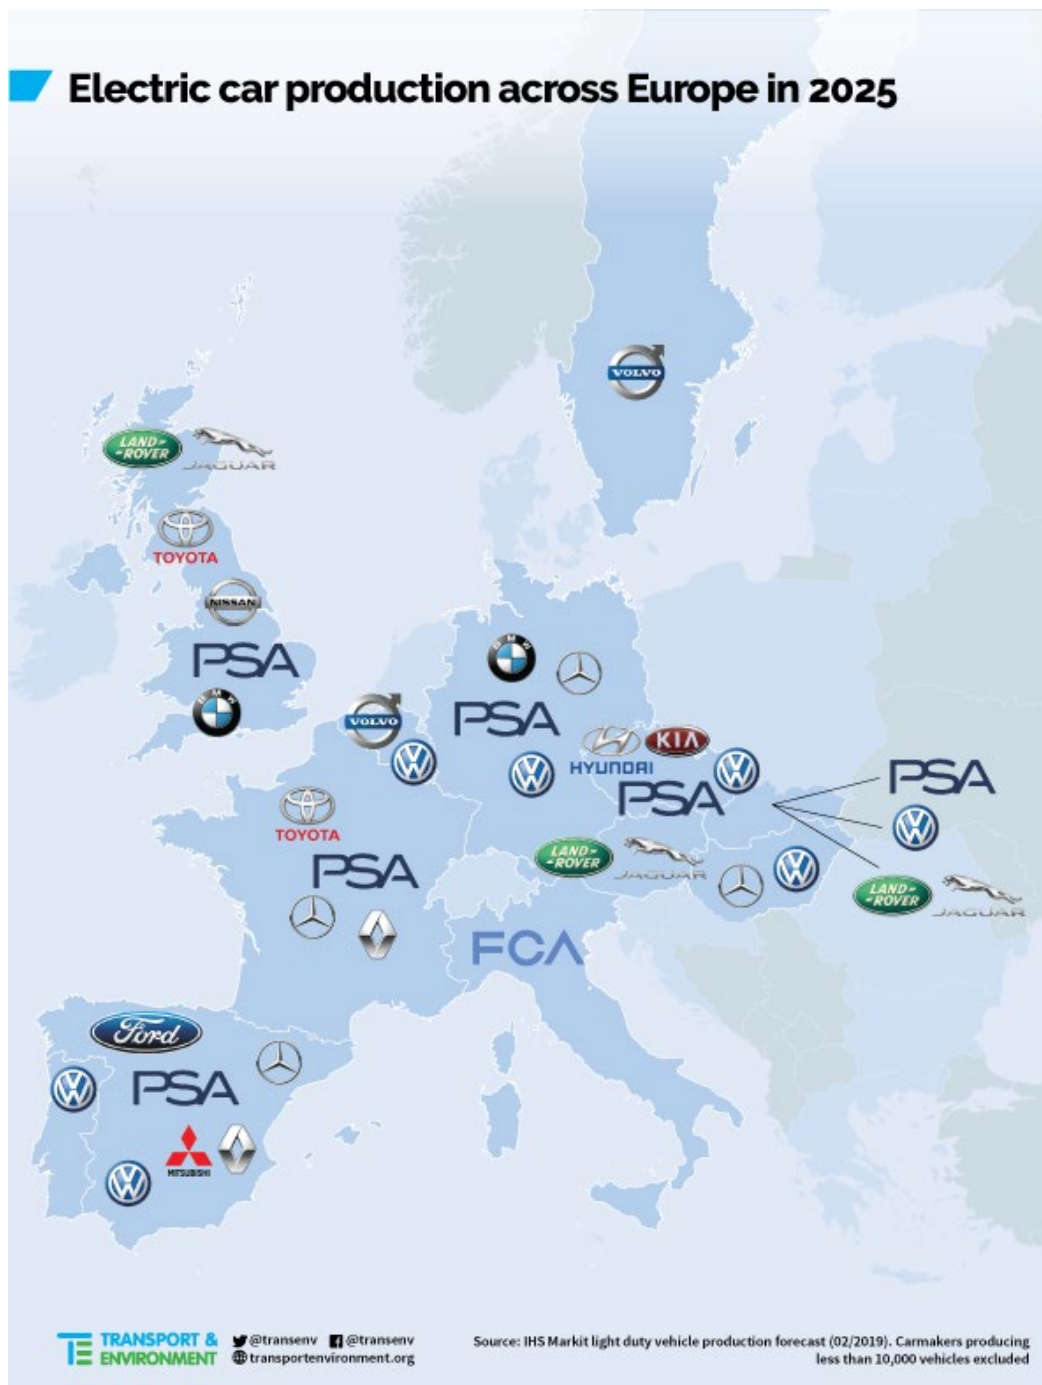 Electric car production across Europe in 2025
VOLVO
LAND-
-ROVER
JAGUAR
TOYOTA
NISSAN
PSA
BMW
BMW
PSA
VOLVO
HYUNDAI
KIA
PSA
PSA
TOYOTA
PSA
LAND-
-ROVER
JAGUAR
LAND-
-ROVER
JAGUAR
FCA
Ford
PSA
MITSUBISHI
TRANSPORT &
ENVIRONMENT
@transenv @transenv
transportenvironment.org
Source: IHS Markit light duty vehicle production forecast (02/2019). Carmakers producing
less than 10,000 vehicles excluded